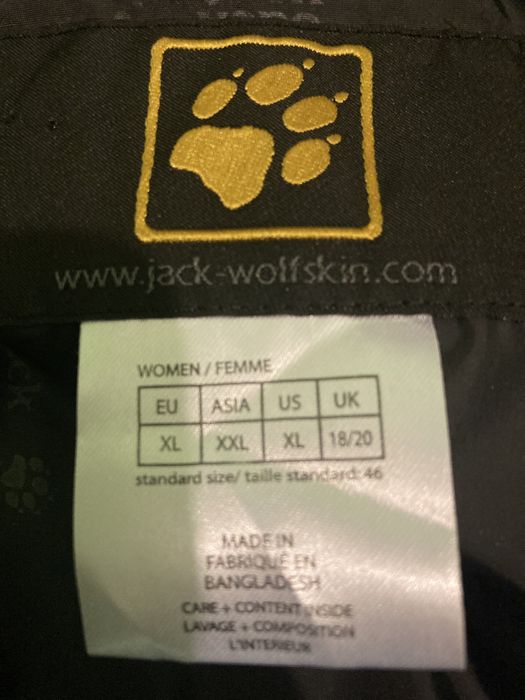 www.jack-wolfskin.com
WOMEN / FEMME
EU ASIA US UK
XL XXL XL 18/20
standard size/ taille standard: 46
MADE IN
FABRIQUÉ EN
BANGLADESH
CARE + CONTENT INSIDE
LAVAGE + COMPOSITION
L'INTERIEUR